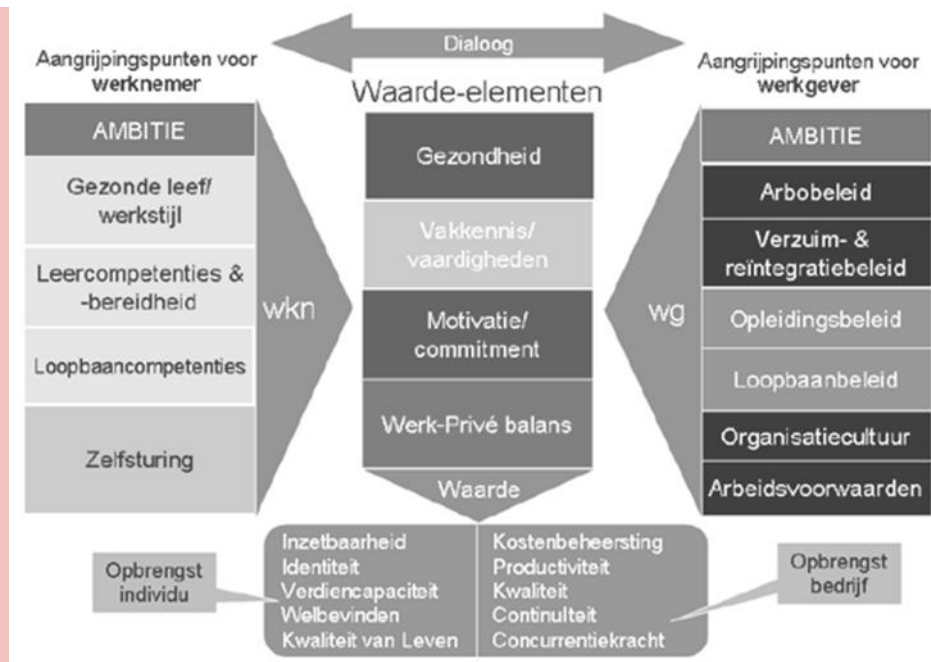 Dialoog
Aangrijpingspunten voor
werknemer
AMBITIE
Gezonde leef/
werkstijl
Leercompetenties &
-bereidheid
Loopbaancompetenties
Zelfsturing
wkn
Waarde-elementen
Gezondheid
Vakkennis/
vaardigheden
Motivatie/
commitment
Werk-Privé balans
Waarde
wg
Aangrijpingspunten voor
werkgever
AMBITIE
Arbobeleid
Verzuim- &
reïntegratiebeleid
Opleidingsbeleid
Loopbaanbeleid
Organisatiecultuur
Arbeidsvoorwaarden
Opbrengst
individu
Inzetbaarheid
Identiteit
Verdiencapaciteit
Welbevinden
Kwaliteit van Leven
Kostenbeheersting
Productiviteit
Kwaliteit
Continulteit
Concurrentiekracht
Opbrengst
bedrijf